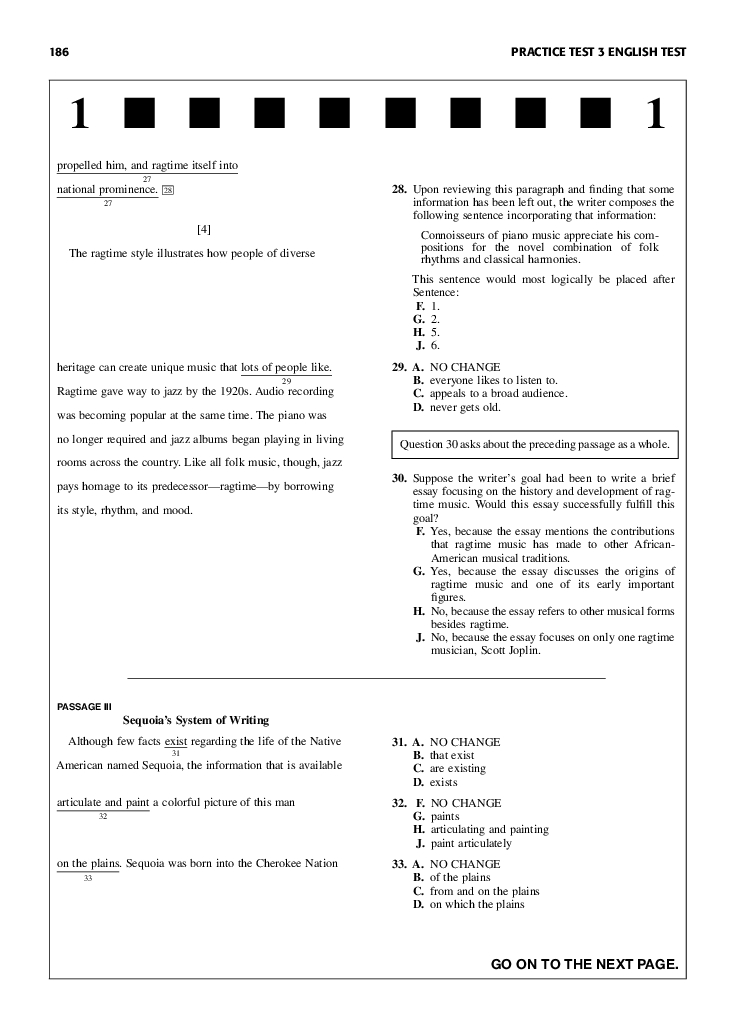 186
PRACTICE TEST 3 ENGLISH TEST
1
1
propelled him, and ragtime itself into
27
national prominence. 28
27
[4]
The ragtime style illustrates how people of diverse
heritage can create unique music that lots of people like.
29
Ragtime gave way to jazz by the 1920s. Audio recording
was becoming popular at the same time. The piano was
no longer required and jazz albums began playing in living
rooms across the country. Like all folk music, though, jazz
pays homage to its predecessor—ragtime—by borrowing
its style, rhythm, and mood.
28. Upon reviewing this paragraph and finding that some
information has been left out, the writer composes the
following sentence incorporating that information:
Connoisseurs of piano music appreciate his com-
positions for the novel combination of folk
rhythms and classical harmonies.
This sentence would most logically be placed after
Sentence:
F. 1.
G. 2.
H. 5.
J. 6.
29. A. NO CHANGE
B. everyone likes to listen to.
C. appeals to a broad audience.
D. never gets old.
Question 30 asks about the preceding passage as a whole.
30. Suppose the writer's goal had been to write a brief
essay focusing on the history and development of rag-
time music. Would this essay successfully fulfill this
goal?
F. Yes, because the essay mentions the contributions
that ragtime music has made to other African-
American musical traditions.
G. Yes, because the essay discusses the origins of
ragtime music and one of its early important
figures.
H. No, because the essay refers to other musical forms
besides ragtime.
J. No, because the essay focuses on only one ragtime
musician, Scott Joplin.
PASSAGE III
Sequoia's System of Writing
Although few facts exist regarding the life of the Native
31
American named Sequoia, the information that is available
articulate and paint a colorful picture of this man
32
on the plains. Sequoia was born into the Cherokee Nation
33
31. A. NO CHANGE
B. that exist
C. are existing
D. exists
32. F. NO CHANGE
G. paints
H. articulating and painting
J. paint articulately
33. A. NO CHANGE
B. of the plains
C. from and on the plains
D. on which the plains
GO ON TO THE NEXT PAGE.